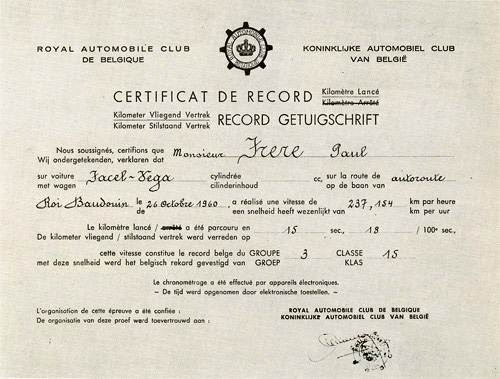 ROYAL AUTOMOBILE CLUB DE BELGIQUE
KONINKLIJKE AUTOMOBIEL CLUB VAN BELGIË
CERTIFICAT DE RECORD Kilomètre Lancé
Kilomètre Arrêté
Kilometer Vliegend Vertrek
Kilometer Stilstaand Vertrek RECORD GETUIGSCHRIFT
Nous soussignés, certifions que
Wij ondergetekenden, verklaren dat Monsieur Frere Paul
sur voiture Facel-Vega cylindrée cc, sur la route de autoroute
met wagen cilinderinhoud op de baan van
Roi Baudouin le 26 octobre 1960, a réalisé une vitesse de 237,154 km par heure
de een snelheid heeft wezenlijkt van km per uur
Le kilomètre lancé / arrêté a été parcouru en 15 sec, 18 / 100e sec,
De kilometer vliegend / stilstaand vertrek werd verreden op
cette vitesse constitue le record belge du GROUPE 3 CLASSE 15
met deze snelheid werd het belgisch rekord gevestigd van GROEP KLAS
Le chronométrage a été effectué par appareils électroniques.
— De tijd werd opgenomen door elektronische toestellen. —
L'organisation de cette épreuve a été confiée :
De organisatie van deze proef werd toevertrouwd aan :
ROYAL AUTOMOBILE CLUB DE BELGIQUE
KONINKLIJKE AUTOMOBIEL CLUB VAN BELGIË